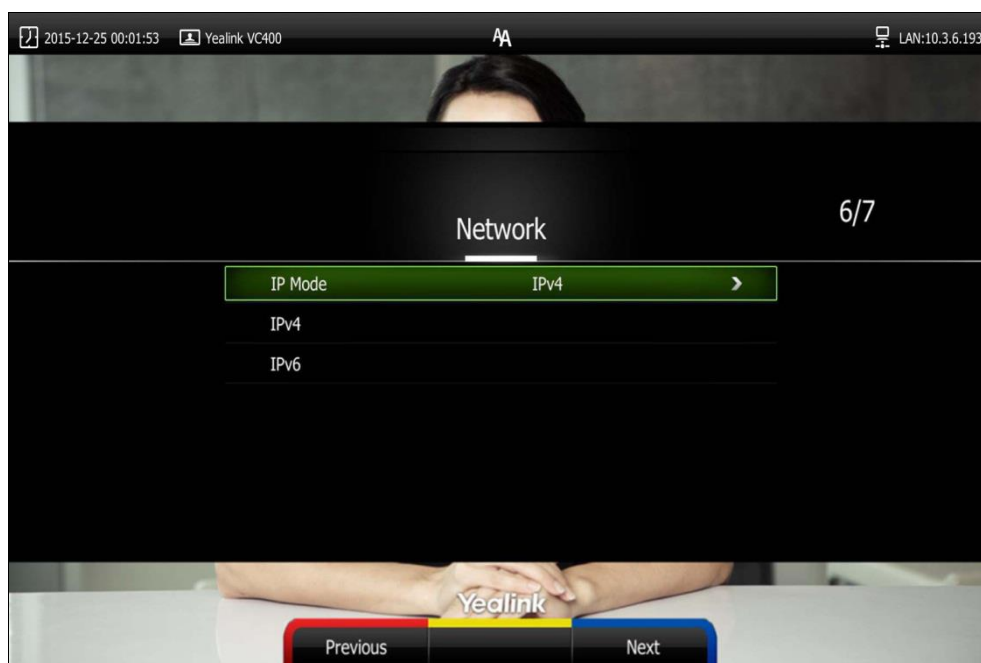 2015-12-25 00:01:53 Yealink VC400 AA LAN:10.3.6.193
6/7
Network
IP Mode IPv4
IPv4
IPv6
Yealink
Previous Next